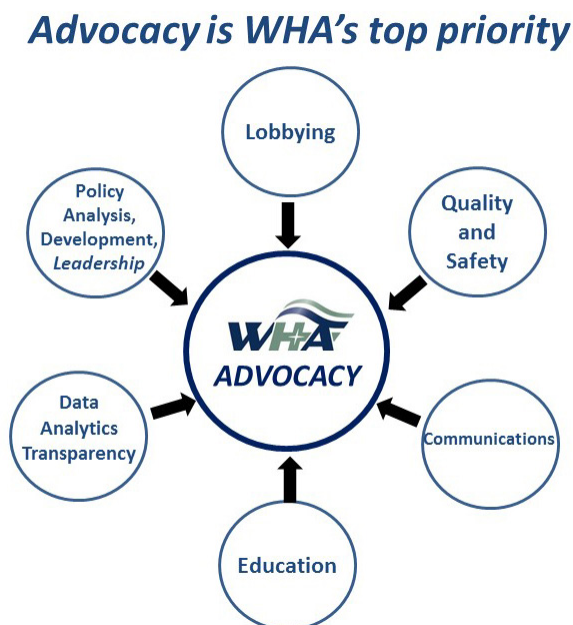 Advocacy is WHA's top priority
Lobbying
Policy
Analysis,
Development,
Leadership
Quality
and
Safety
WHA
ADVOCACY
Data
Analytics
Transparency
Communications
Education